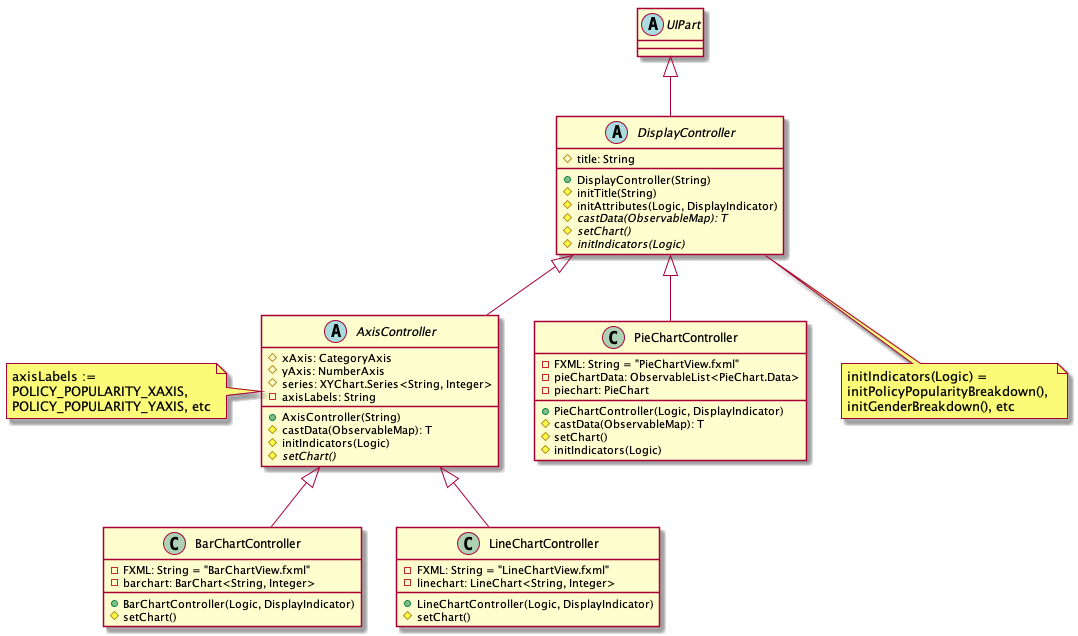 A UIPart
A DisplayController
title: String
DisplayController(String)
initTitle(String)
initAttributes(Logic, DisplayIndicator)
castData(ObservableMap): T
setChart()
initIndicators(Logic)
A AxisController
xAxis: CategoryAxis
yAxis: NumberAxis
series: XYChart.Series<String, Integer>
axisLabels: String
AxisController(String)
castData(ObservableMap): T
initIndicators(Logic)
setChart()
C PieChartController
FXML: String = "PieChartView.fxml"
pieChartData: ObservableList<PieChart.Data>
piechart: PieChart
PieChartController(Logic, DisplayIndicator)
castData(ObservableMap): T
setChart()
initIndicators(Logic)
axisLabels :=
POLICY_POPULARITY_XAXIS,
POLICY_POPULARITY_YAXIS, etc
initIndicators(Logic) =
initPolicyPopularityBreakdown(),
initGenderBreakdown(), etc
C BarChartController
FXML: String = "BarChartView.fxml"
barchart: BarChart<String, Integer>
BarChartController(Logic, DisplayIndicator)
setChart()
C LineChartController
FXML: String = "LineChartView.fxml"
linechart: LineChart<String, Integer>
LineChartController(Logic, DisplayIndicator)
setChart()